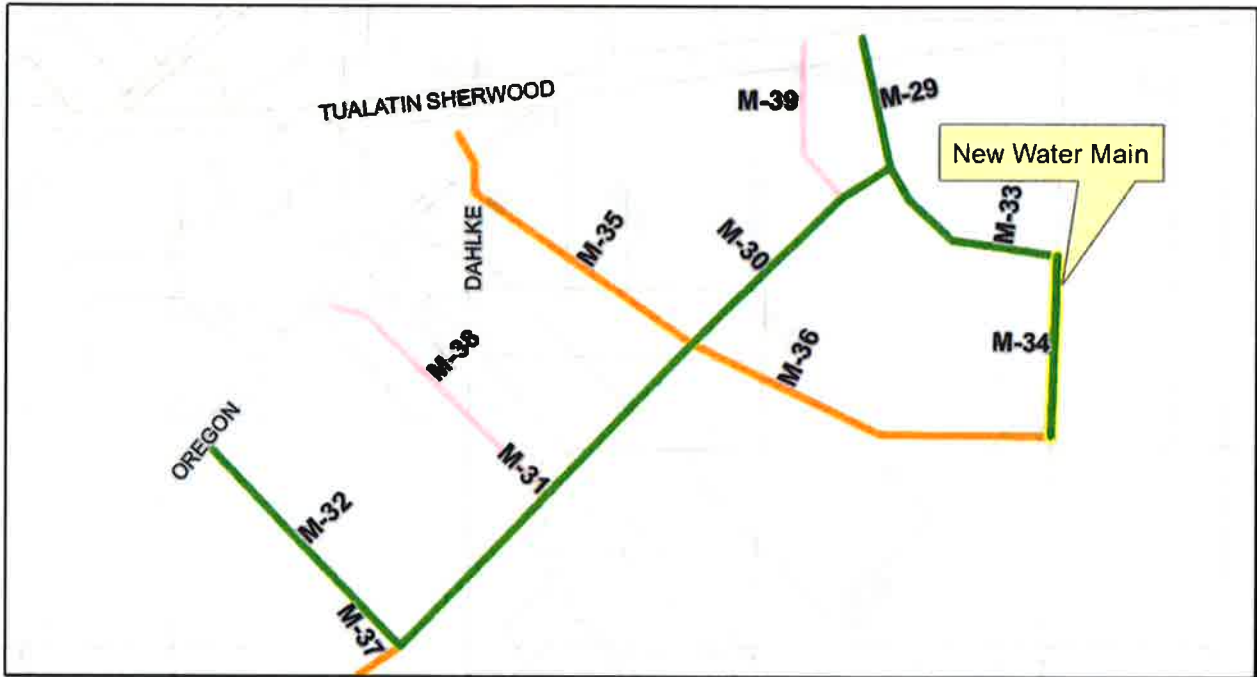 TUALATIN SHERWOOD
M-39
M-29
New Water Main
M-33
DAHLKE
M-35
M-30
M-38
M-36
M-34
OREGON
M-31
M-32
M-37